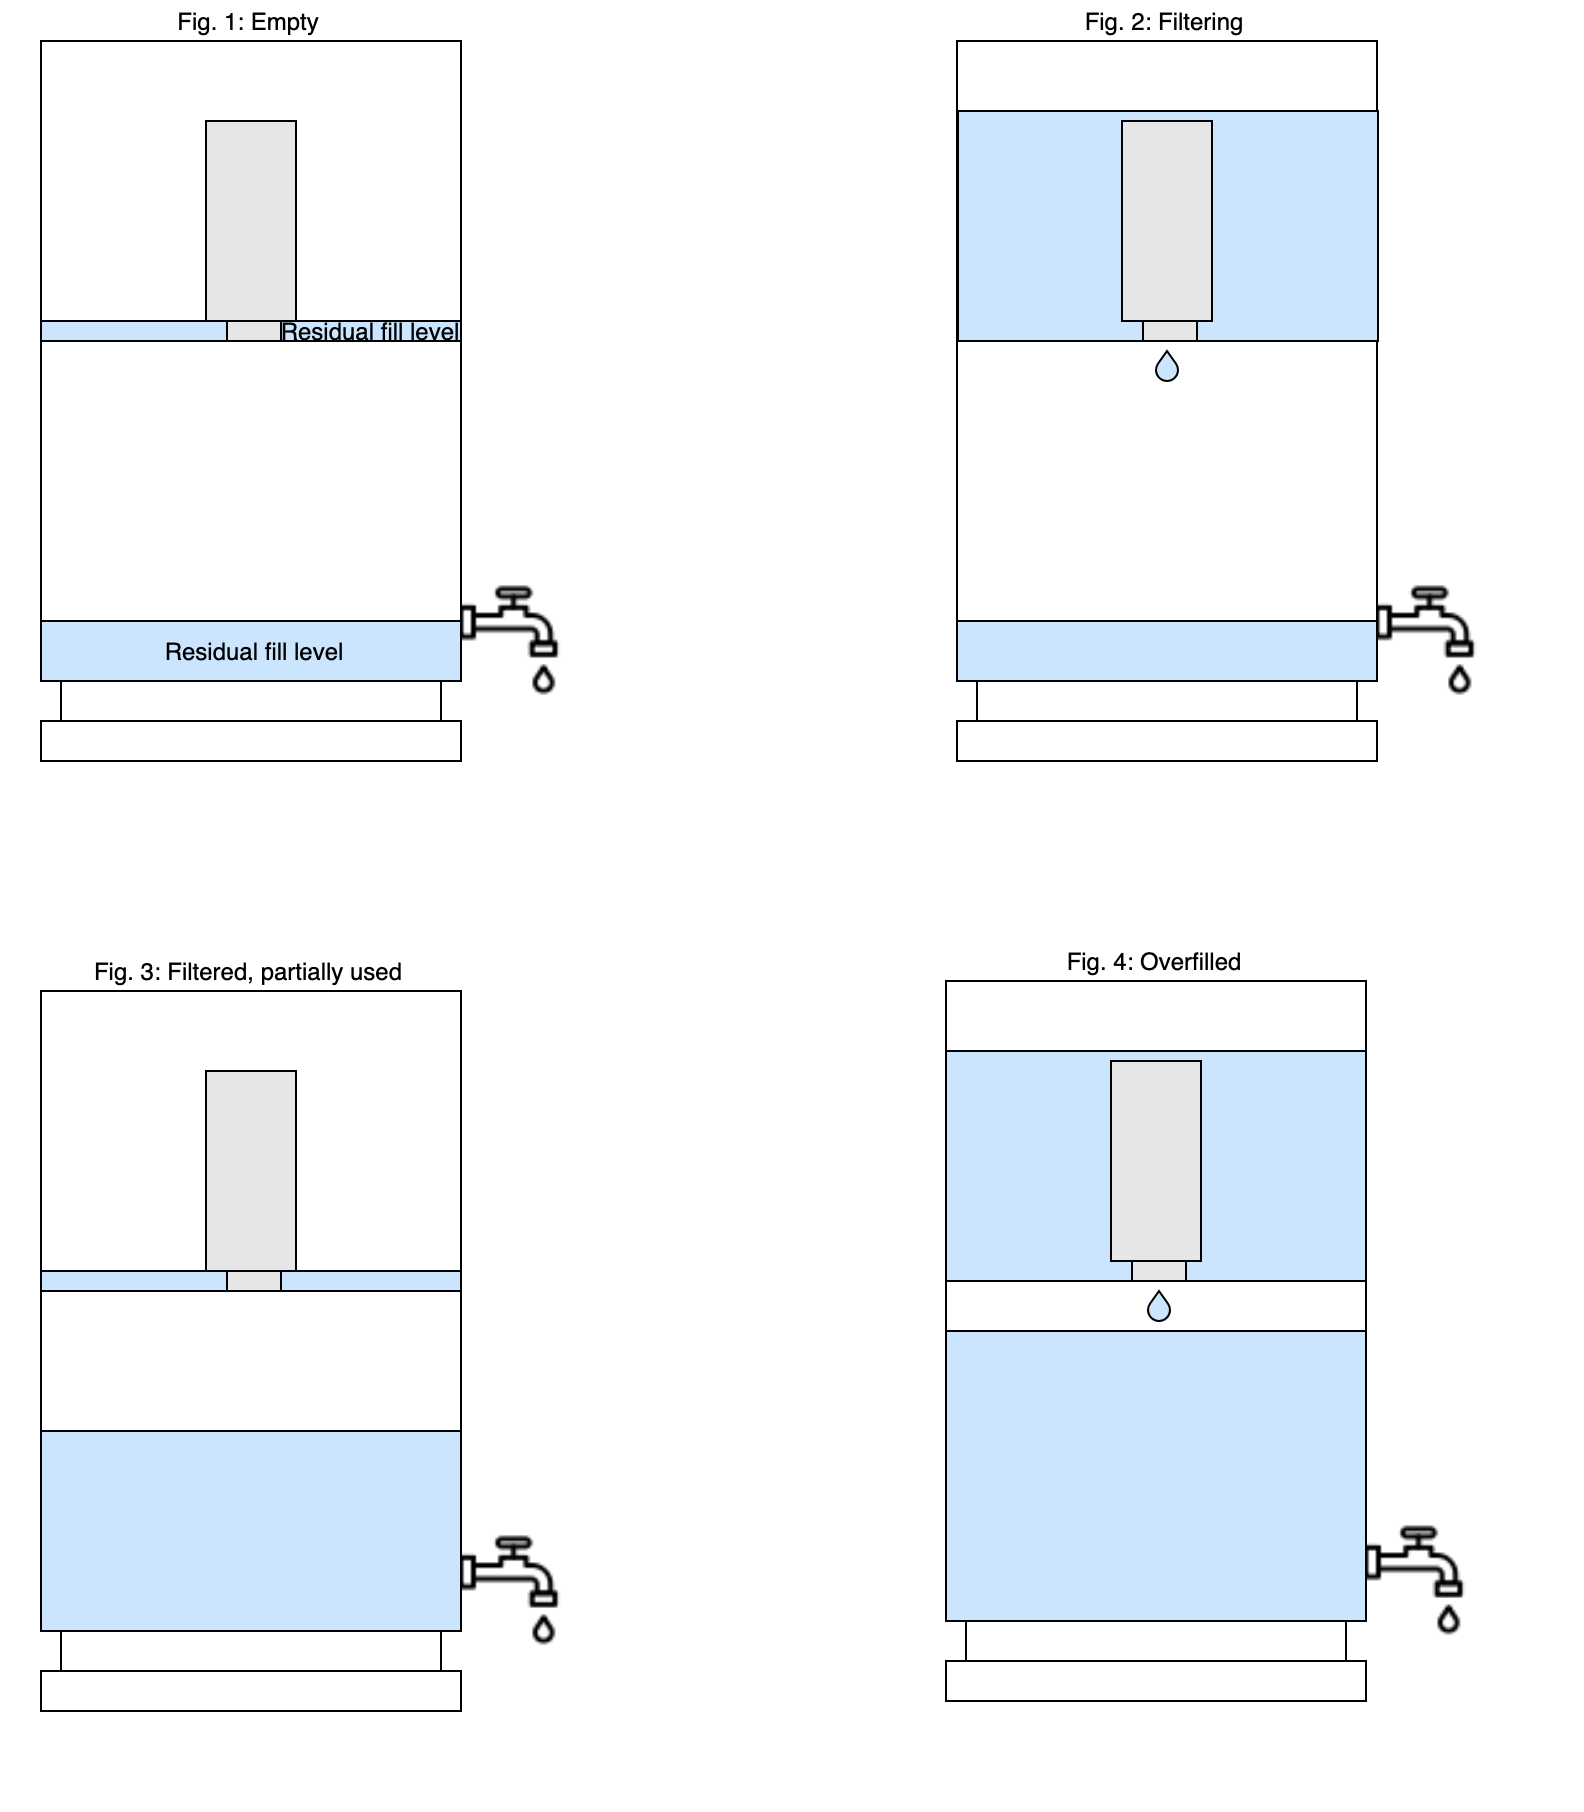 Fig. 1: Empty
Fig. 2: Filtering
Residual fill level
Residual fill level
Fig. 3: Filtered, partially used
Fig. 4: Overfilled